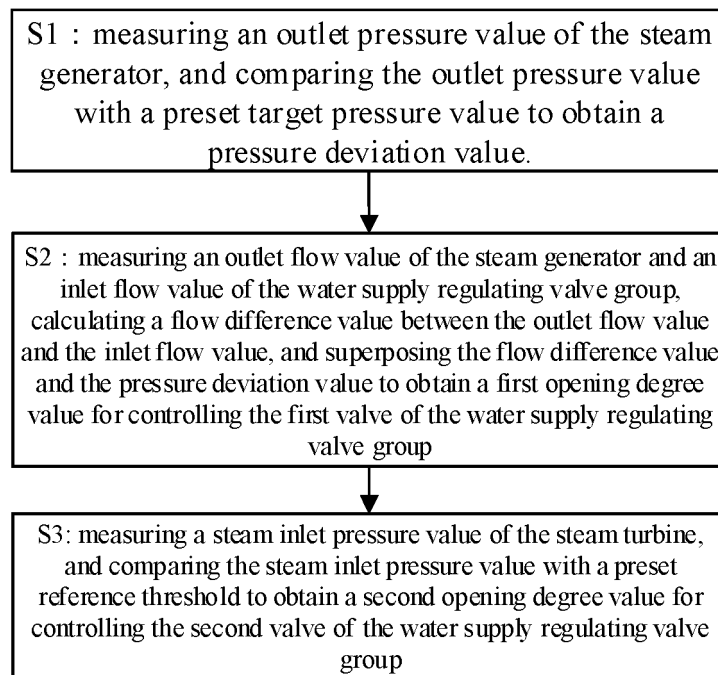 S1：measuring an outlet pressure value of the steam
generator, and comparing the outlet pressure value
with a preset target pressure value to obtain a
pressure deviation value.
S2：measuring an outlet flow value of the steam generator and an
inlet flow value of the water supply regulating valve group,
calculating a flow difference value between the outlet flow value
and the inlet flow value, and superposing the flow difference value
and the pressure deviation value to obtain a first opening degree
value for controlling the first valve of the water supply regulating
valve group
S3: measuring a steam inlet pressure value of the steam turbine,
and comparing the steam inlet pressure value with a preset
reference threshold to obtain a second opening degree value for
controlling the second valve of the water supply regulating valve
group